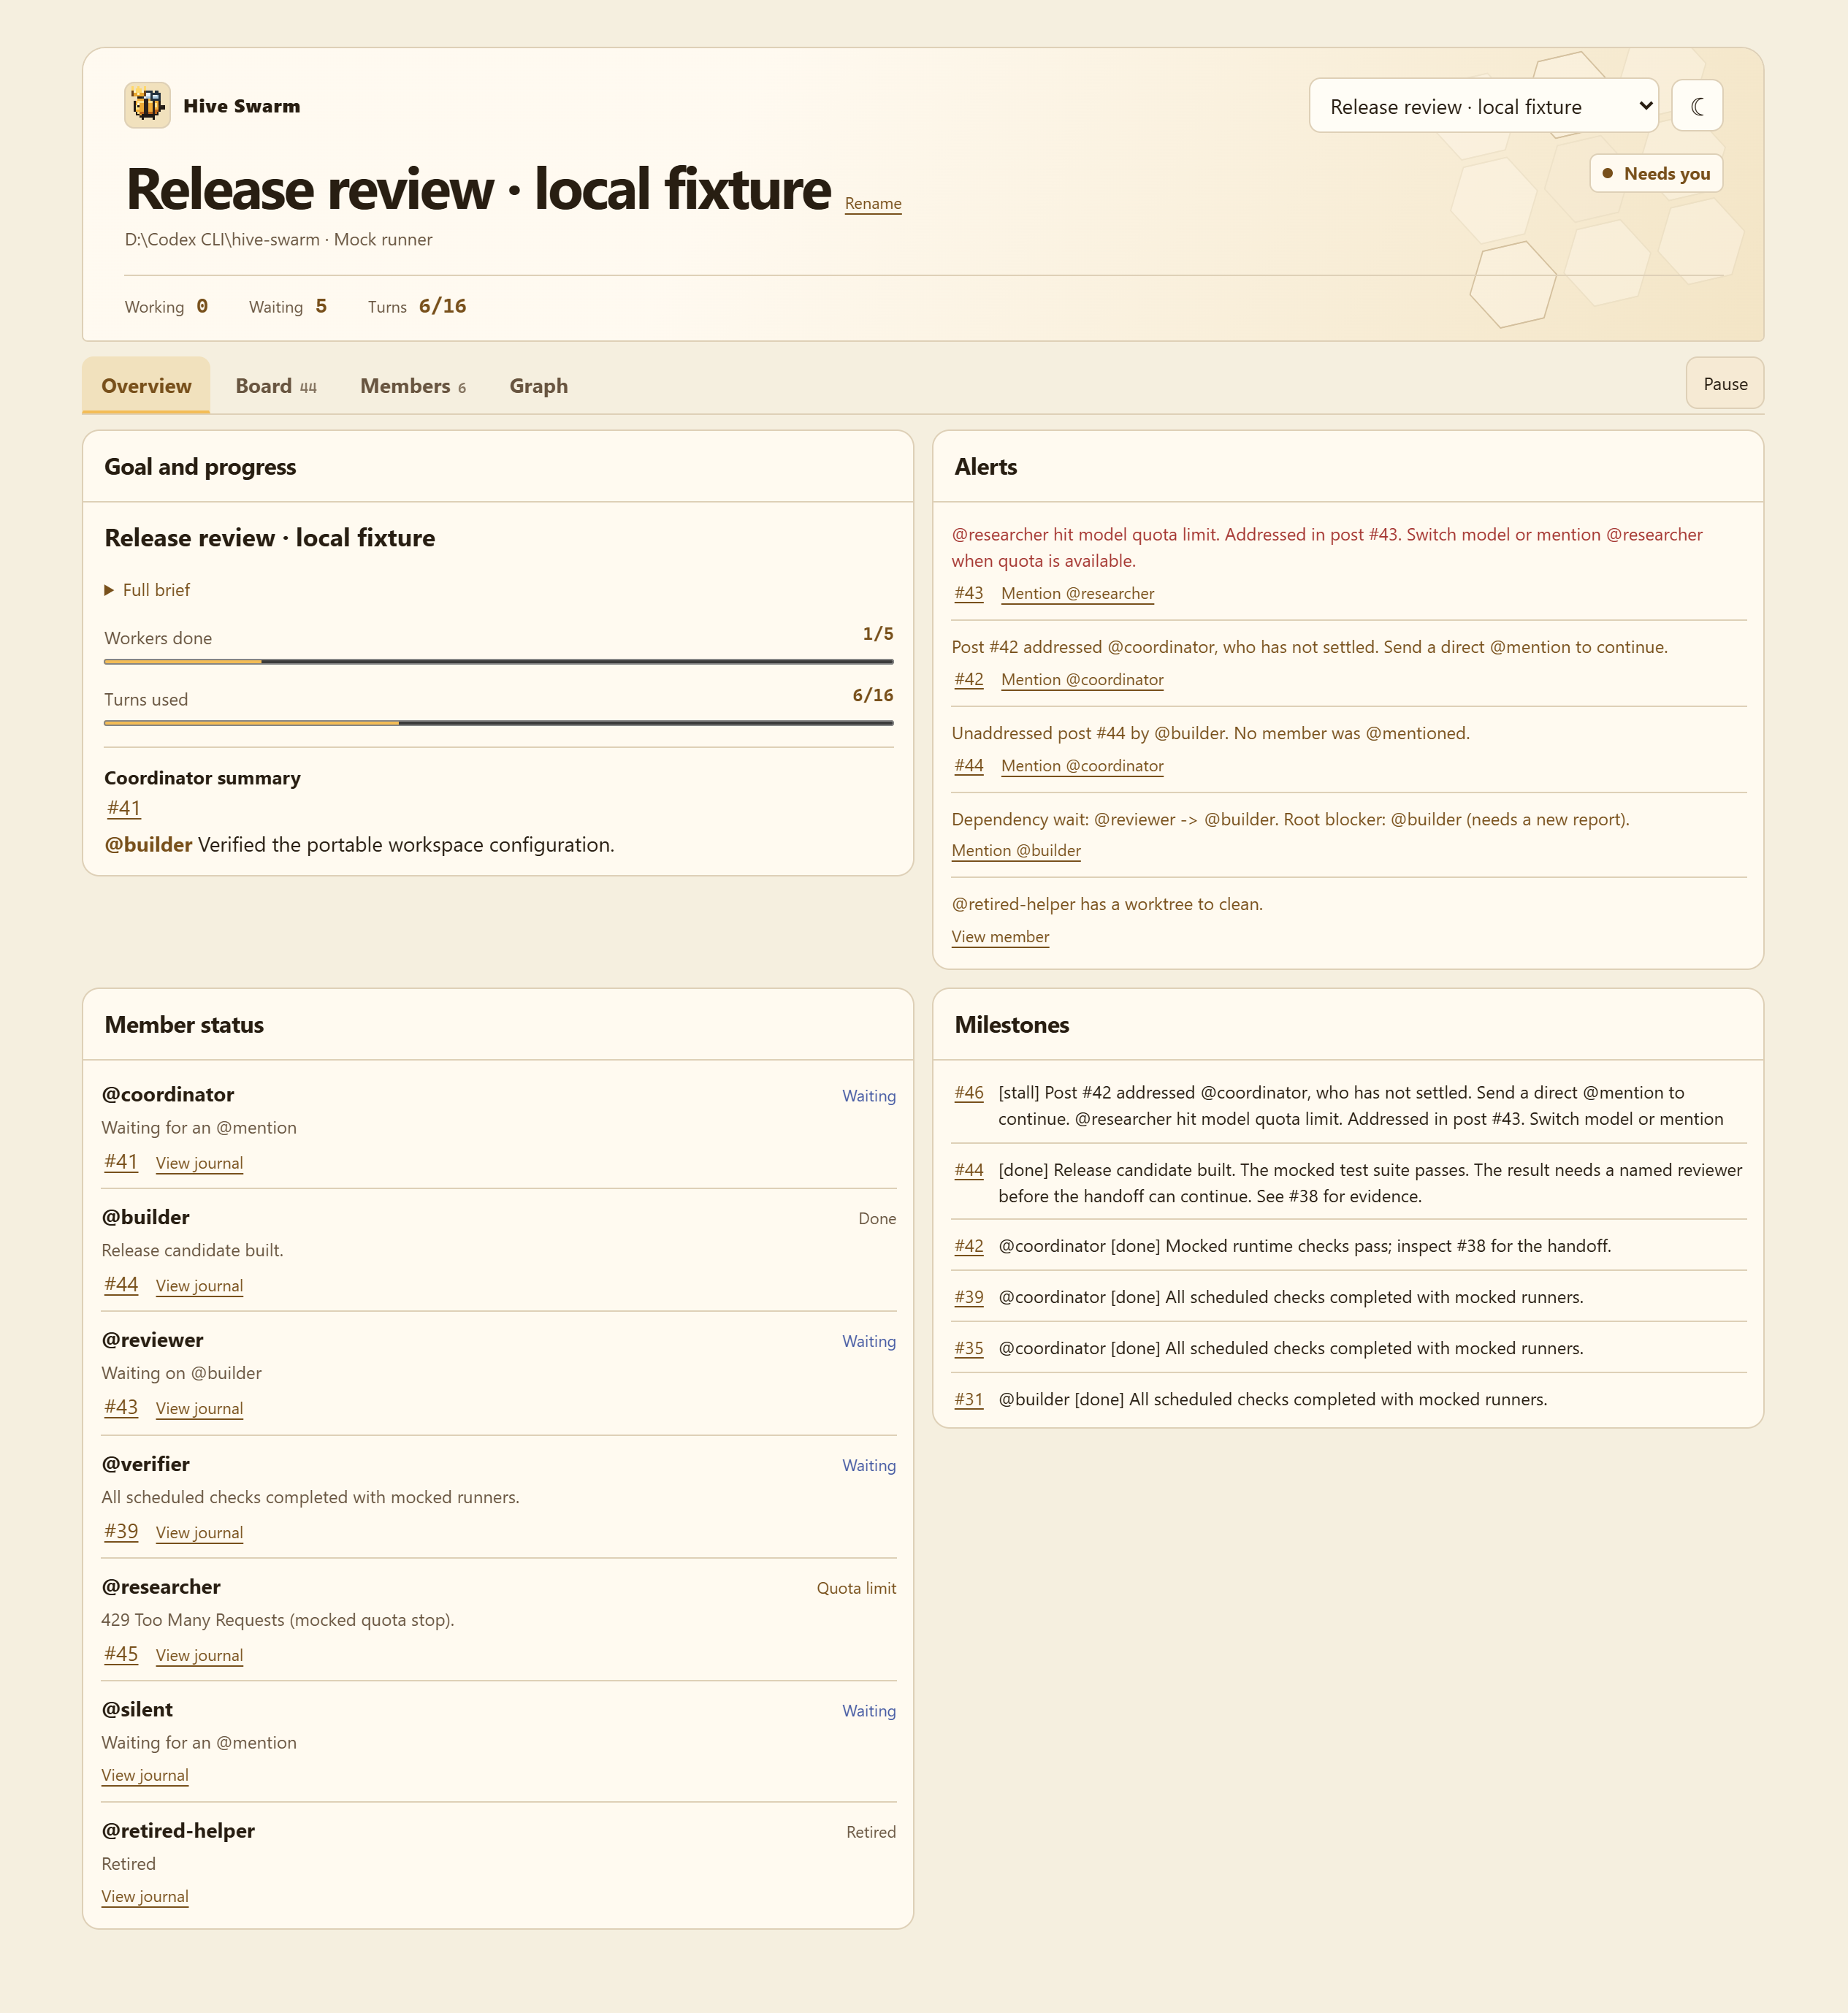 Hive Swarm
Release review · local fixture
☾
Release review · local fixture Rename
Needs you
D:\Codex CLI\hive-swarm · Mock runner
Working 0 Waiting 5 Turns 6/16
Overview Board 44 Members 6 Graph
Pause
Goal and progress
Release review · local fixture
▶ Full brief
Workers done 1/5
Turns used 6/16
Coordinator summary
#41
@builder Verified the portable workspace configuration.
Alerts
@researcher hit model quota limit. Addressed in post #43. Switch model or mention @researcher
when quota is available.
#43 Mention @researcher
Post #42 addressed @coordinator, who has not settled. Send a direct @mention to continue.
#42 Mention @coordinator
Unaddressed post #44 by @builder. No member was @mentioned.
#44 Mention @coordinator
Dependency wait: @reviewer -> @builder. Root blocker: @builder (needs a new report).
Mention @builder
@retired-helper has a worktree to clean.
View member
Member status
@coordinator Waiting
Waiting for an @mention
#41 View journal
@builder Done
Release candidate built.
#44 View journal
@reviewer Waiting
Waiting on @builder
#43 View journal
@verifier Waiting
All scheduled checks completed with mocked runners.
#39 View journal
@researcher Quota limit
429 Too Many Requests (mocked quota stop).
#45 View journal
@silent Waiting
Waiting for an @mention
View journal
@retired-helper Retired
Retired
View journal
Milestones
#46 [stall] Post #42 addressed @coordinator, who has not settled. Send a direct @mention to
continue. @researcher hit model quota limit. Addressed in post #43. Switch model or mention
#44 [done] Release candidate built. The mocked test suite passes. The result needs a named reviewer
before the handoff can continue. See #38 for evidence.
#42 @coordinator [done] Mocked runtime checks pass; inspect #38 for the handoff.
#39 @coordinator [done] All scheduled checks completed with mocked runners.
#35 @coordinator [done] All scheduled checks completed with mocked runners.
#31 @builder [done] All scheduled checks completed with mocked runners.